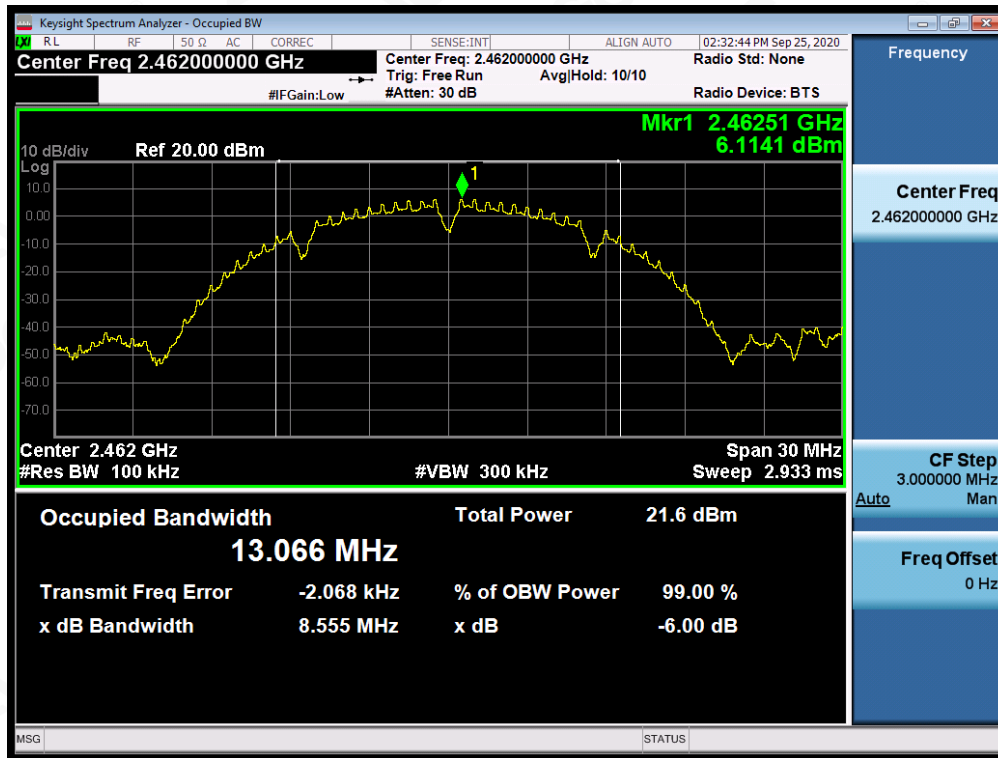 Keysight Spectrum Analyzer - Occupied BW
LXI RL RF 50 Ω AC CORREC SENSE:INT ALIGN AUTO 02:32:44 PM Sep 25, 2020
Center Freq 2.462000000 GHz
Center Freq: 2.462000000 GHz Radio Std: None
Trig: Free Run Avg|Hold: 10/10
#IFGain:Low #Atten: 30 dB Radio Device: BTS
Mkr1 2.46251 GHz
6.1141 dBm
10 dB/div Ref 20.00 dBm
Log
1
10.0
0.00
-10.0
-20.0
-30.0
-40.0
-50.0
-60.0
-70.0
Center 2.462 GHz Span 30 MHz
#Res BW 100 kHz #VBW 300 kHz Sweep 2.933 ms
Occupied Bandwidth Total Power 21.6 dBm
13.066 MHz
Transmit Freq Error -2.068 kHz % of OBW Power 99.00 %
x dB Bandwidth 8.555 MHz x dB -6.00 dB
MSG STATUS
Frequency
Center Freq
2.462000000 GHz
CF Step
3.000000 MHz
Auto Man
Freq Offset
0 Hz